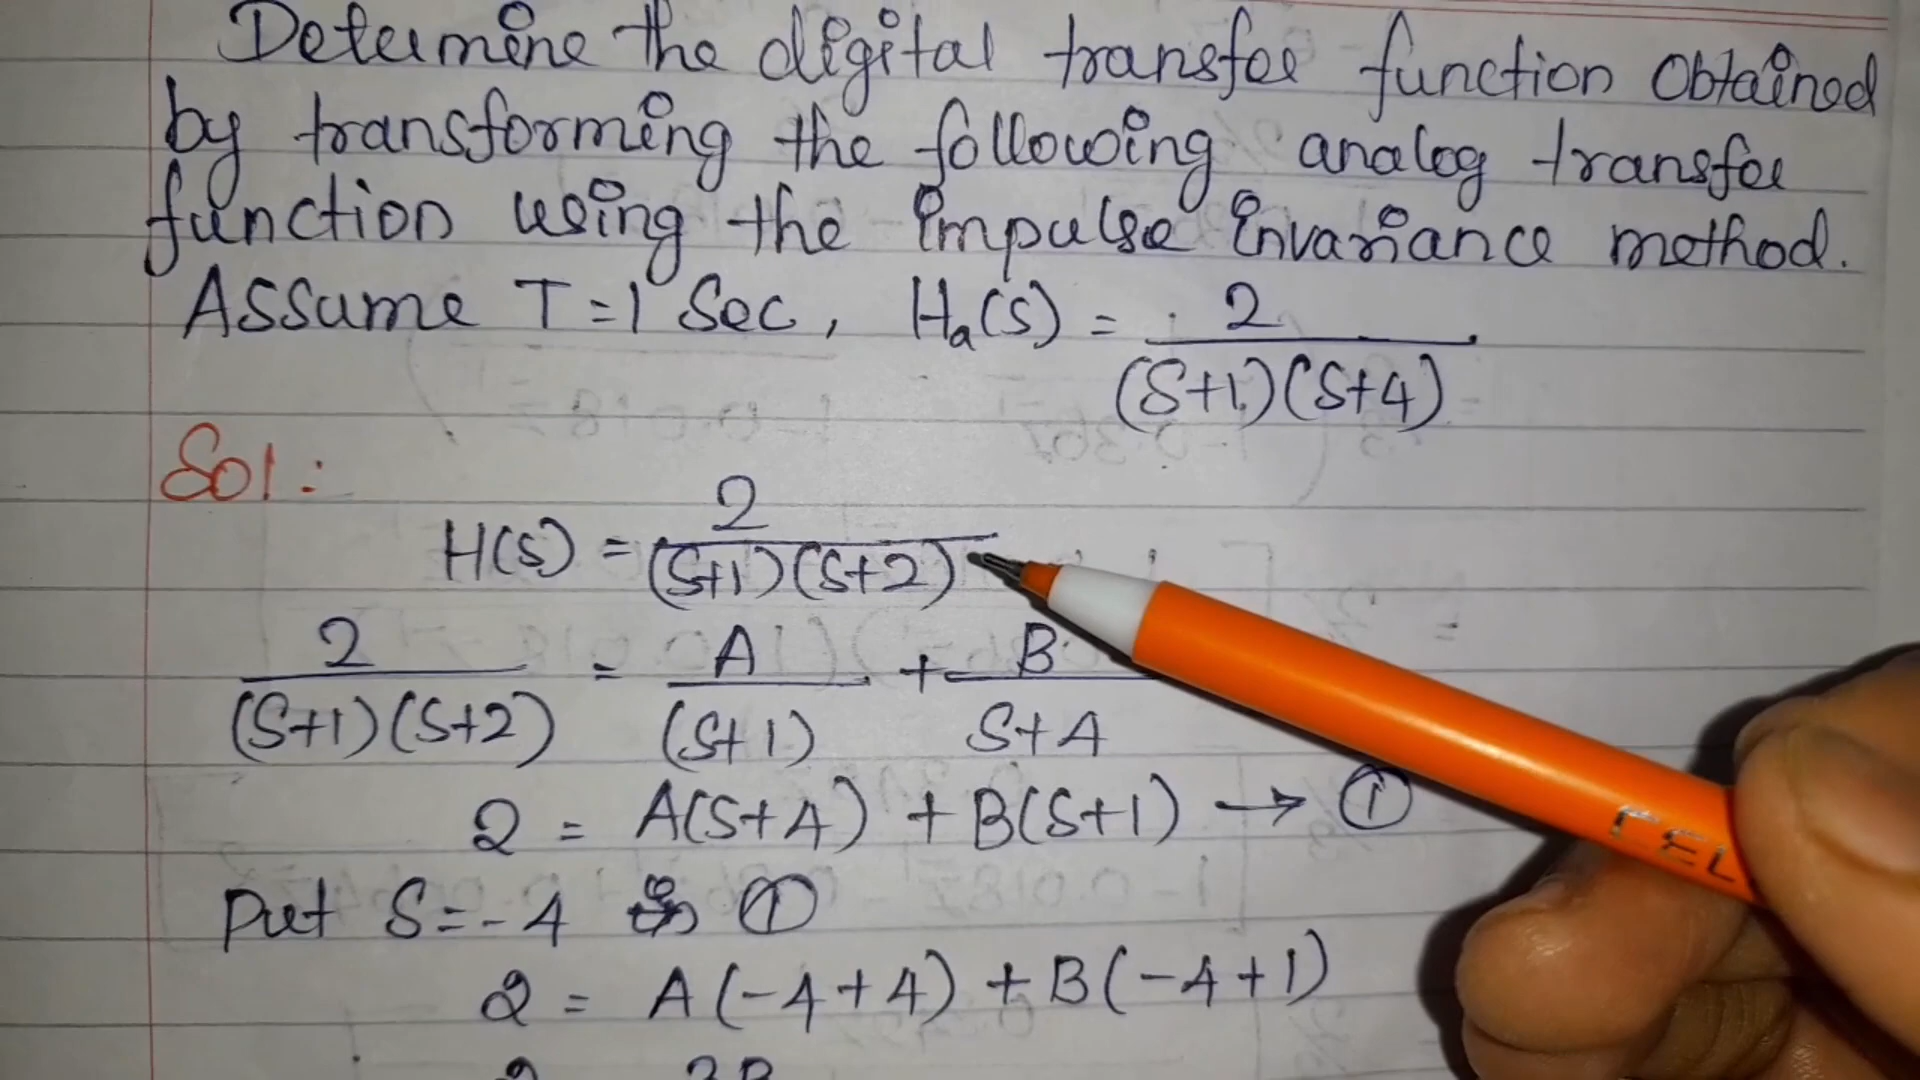 Determine the digital transfer function obtained
by transforming the following analog transfer
function using the impulse invariance method.
Assume T=1 Sec, Ha(s) = 2 / (S+1)(S+4)
Sol:
H(s) = 2 / (S+1)(S+2)
2 / (S+1)(S+2) = A / (S+1) + B / S+4
2 = A(S+4) + B(S+1) → ①
Put S=-4 in ①
2 = A(-4+4) + B(-4+1)
CEL